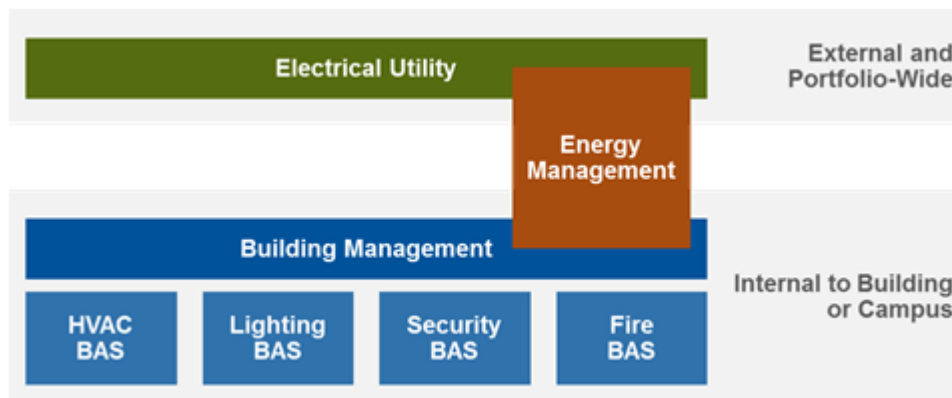 Electrical Utility
External and
Portfolio-Wide
Energy
Management
Building Management
Internal to Building
or Campus
HVAC
BAS
Lighting
BAS
Security
BAS
Fire
BAS